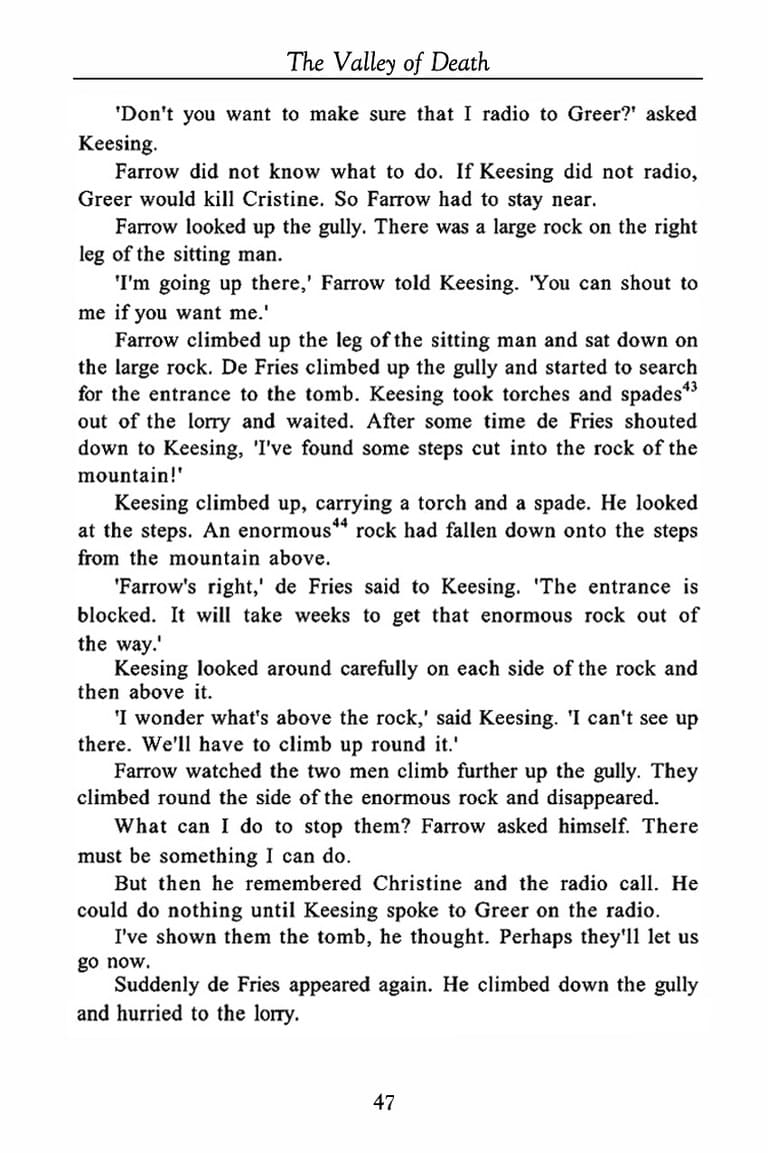 The Valley of Death
'Don't you want to make sure that I radio to Greer?' asked
Keesing.
Farrow did not know what to do. If Keesing did not radio,
Greer would kill Cristine. So Farrow had to stay near.
Farrow looked up the gully. There was a large rock on the right
leg of the sitting man.
'I'm going up there,' Farrow told Keesing. 'You can shout to
me if you want me.'
Farrow climbed up the leg of the sitting man and sat down on
the large rock. De Fries climbed up the gully and started to search
for the entrance to the tomb. Keesing took torches and spades⁴³
out of the lorry and waited. After some time de Fries shouted
down to Keesing, 'I've found some steps cut into the rock of the
mountain!'
Keesing climbed up, carrying a torch and a spade. He looked
at the steps. An enormous⁴⁴ rock had fallen down onto the steps
from the mountain above.
'Farrow's right,' de Fries said to Keesing. 'The entrance is
blocked. It will take weeks to get that enormous rock out of
the way.'
Keesing looked around carefully on each side of the rock and
then above it.
'I wonder what's above the rock,' said Keesing. 'I can't see up
there. We'll have to climb up round it.'
Farrow watched the two men climb further up the gully. They
climbed round the side of the enormous rock and disappeared.
What can I do to stop them? Farrow asked himself. There
must be something I can do.
But then he remembered Christine and the radio call. He
could do nothing until Keesing spoke to Greer on the radio.
I've shown them the tomb, he thought. Perhaps they'll let us
go now.
Suddenly de Fries appeared again. He climbed down the gully
and hurried to the lorry.
47